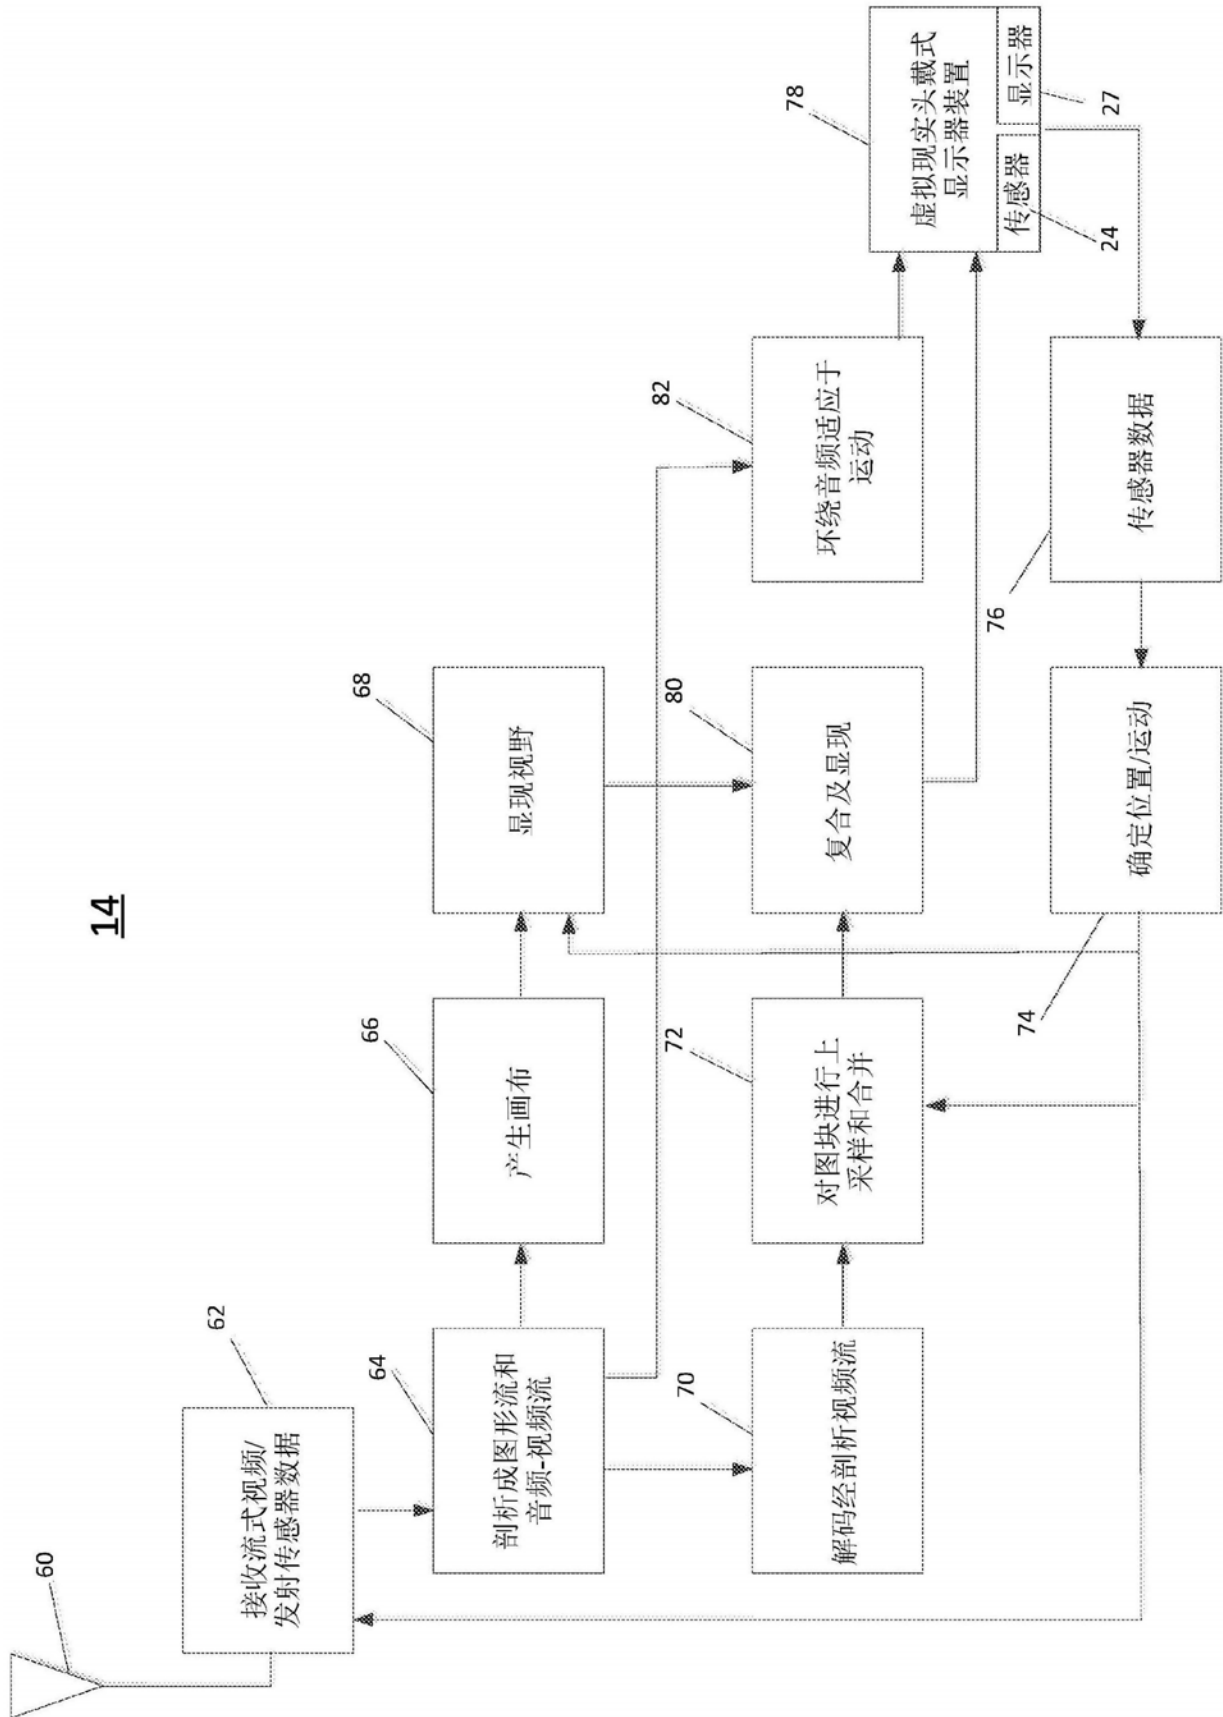 14
60
62
接收流式视频/
发射传感器数据
64
剖析成图形流和
音频-视频流
66
产生画布
68
显现视野
70
解码经剖析视频流
72
对图块进行上
采样和合并
80
复合及显现
82
环绕音频适应于
运动
78
虚拟现实头戴式
显示器装置
传感器
显示器
24
27
74
确定位置/运动
76
传感器数据